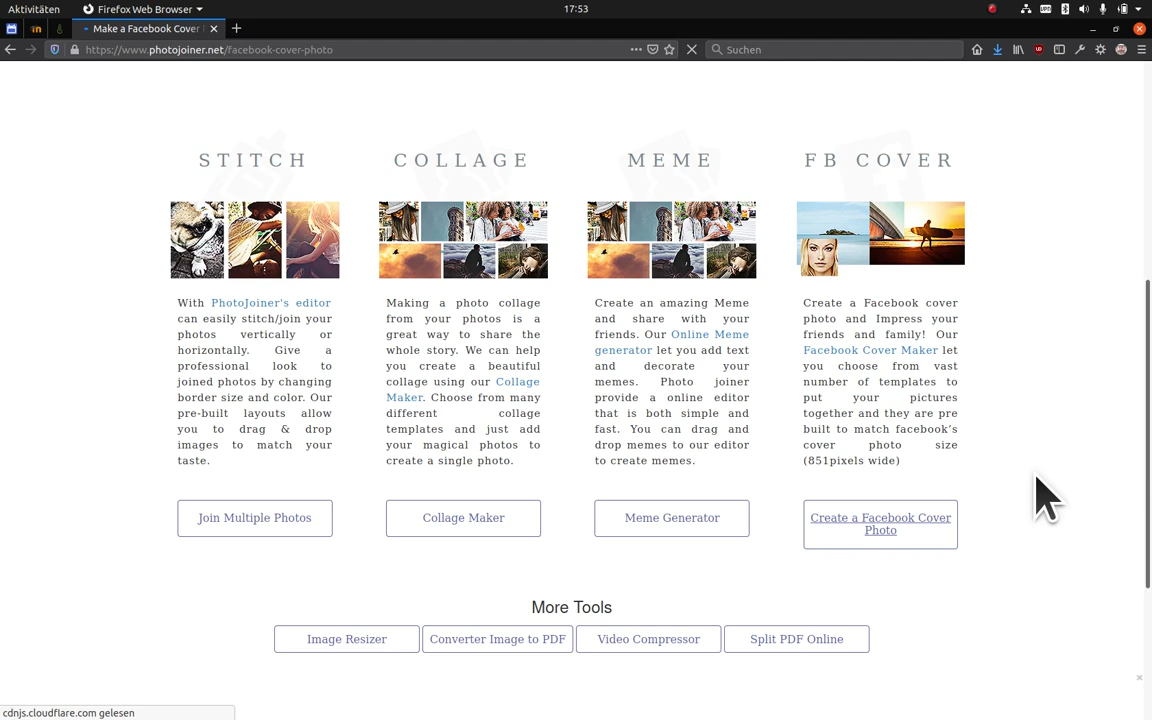 Aktivitäten
Firefox Web Browser
17:53
Make a Facebook Cover
https://www.photojoiner.net/facebook-cover-photo
Suchen
STITCH
With PhotoJoiner's editor
can easily stitch/join your
photos vertically or
horizontally. Give a
professional look to
joined photos by changing
border size and color. Our
pre-built layouts allow
you to drag & drop
images to match your
taste.
Join Multiple Photos
COLLAGE
Making a photo collage
from your photos is a
great way to share the
whole story. We can help
you create a beautiful
collage using our Collage
Maker. Choose from many
different collage
templates and just add
your magical photos to
create a single photo.
Collage Maker
MEME
Create an amazing Meme
and share with your
friends. Our Online Meme
generator let you add text
and decorate your
memes. Photo joiner
provide a online editor
that is both simple and
fast. You can drag and
drop memes to our editor
to create memes.
Meme Generator
FB COVER
Create a Facebook cover
photo and Impress your
friends and family! Our
Facebook Cover Maker let
you choose from vast
number of templates to
put your pictures
together and they are pre
built to match facebook's
cover photo size
(851pixels wide)
Create a Facebook Cover
Photo
More Tools
Image Resizer
Converter Image to PDF
Video Compressor
Split PDF Online
cdnjs.cloudflare.com gelesen